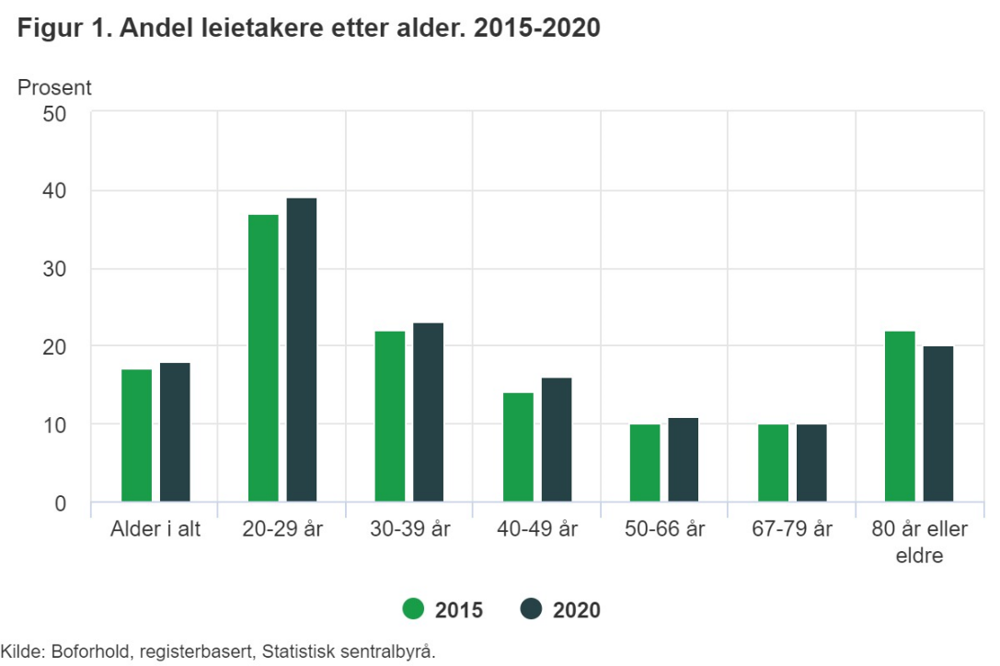 Figur 1. Andel leietakere etter alder. 2015-2020
Prosent
50
40
30
20
10
0
Alder i alt
20-29 år
30-39 år
40-49 år
50-66 år
67-79 år
80 år eller
eldre
2015
2020
Kilde: Boforhold, registerbasert, Statistisk sentralbyrå.